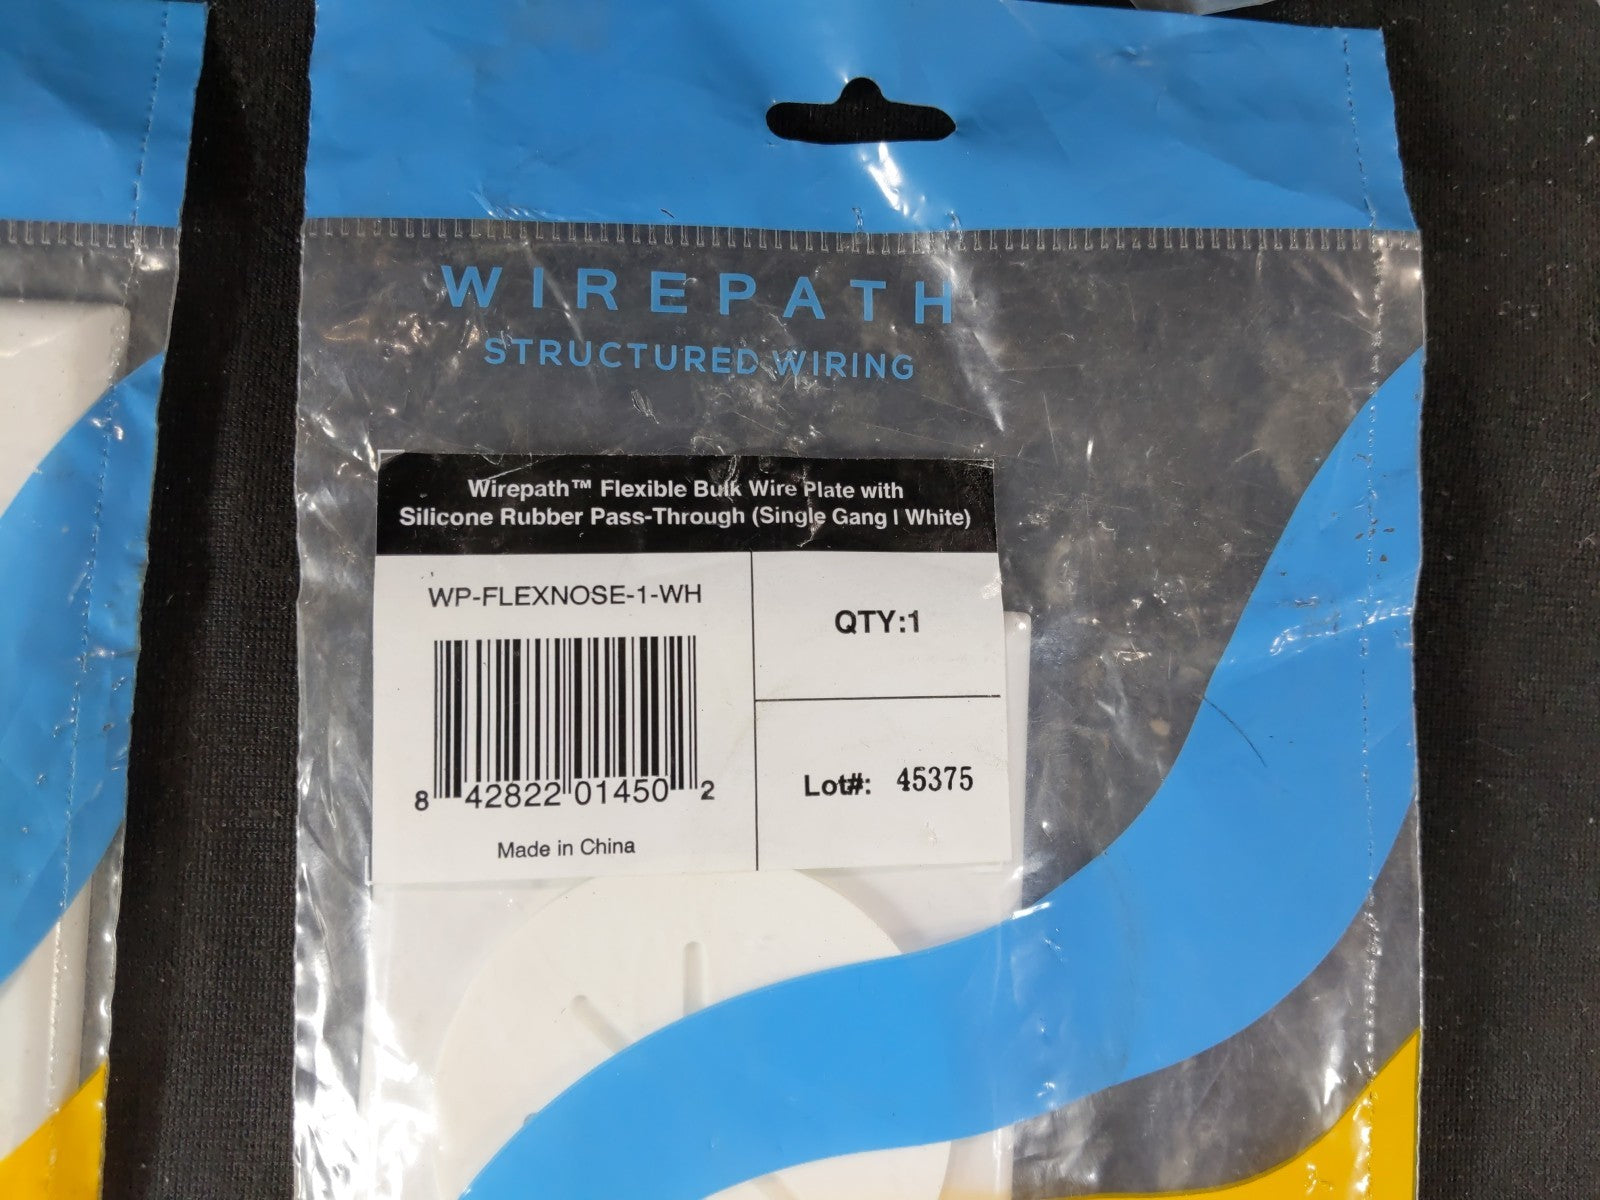 WIREPATH
STRUCTURED WIRING
Wirepath™ Flexible Bulk Wire Plate with
Silicone Rubber Pass-Through (Single Gang | White)
WP-FLEXNOSE-1-WH
QTY:1
8 42822 01450 2
Lot#: 45375
Made in China